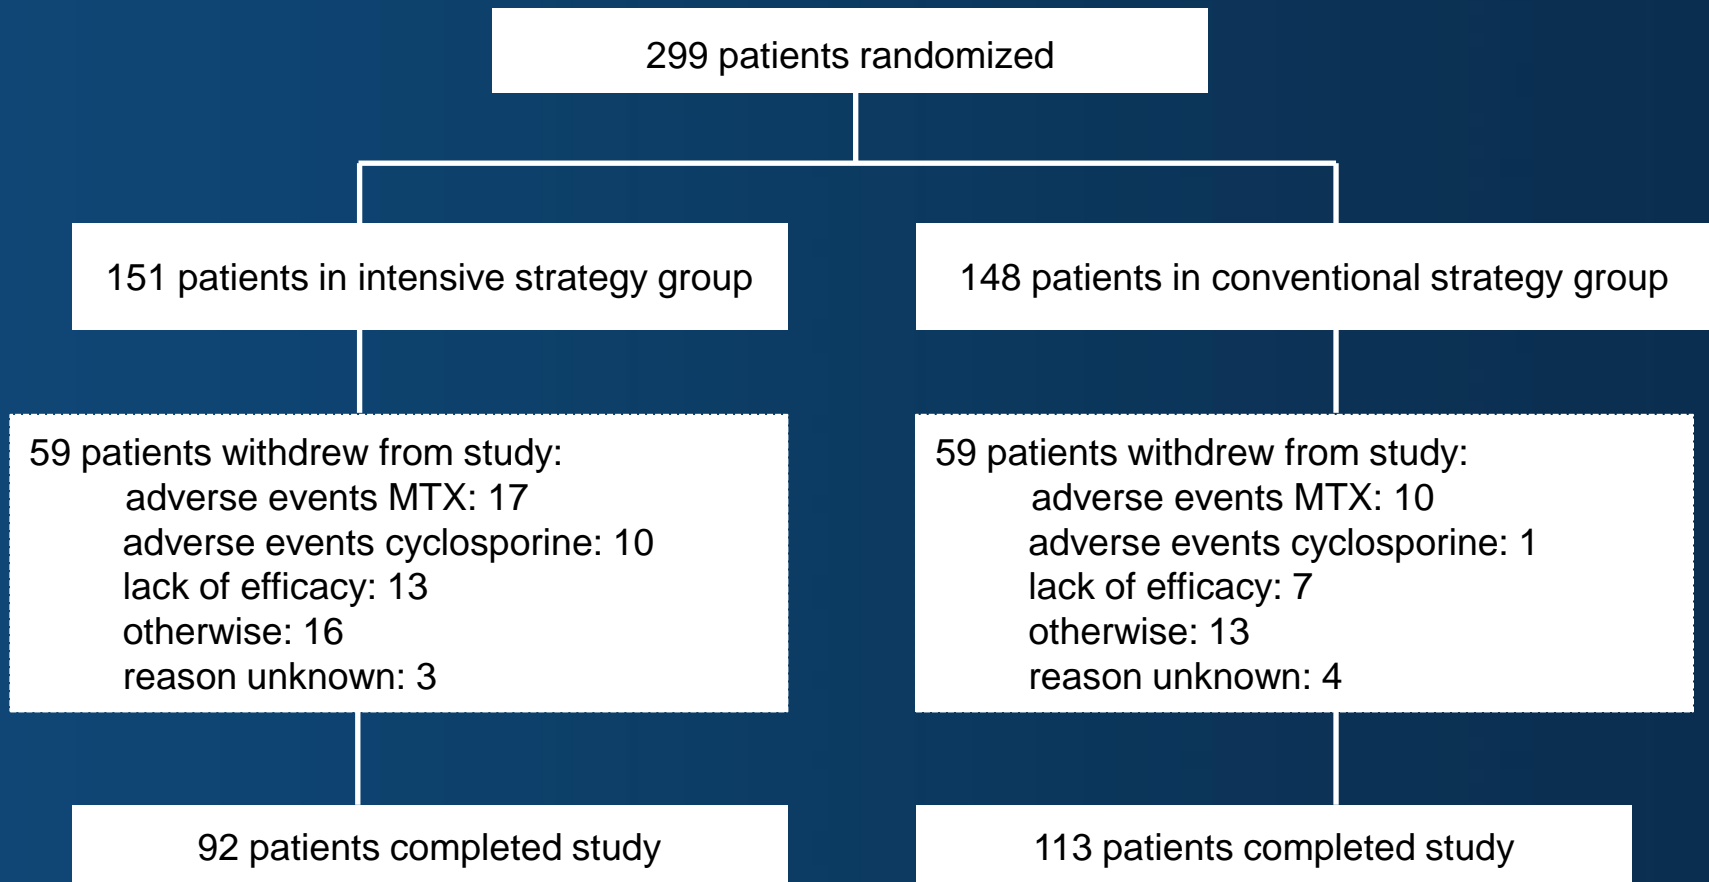 299 patients randomized
151 patients in intensive strategy group
148 patients in conventional strategy group
59 patients withdrew from study:
adverse events MTX: 17
adverse events cyclosporine: 10
lack of efficacy: 13
otherwise: 16
reason unknown: 3
59 patients withdrew from study:
adverse events MTX: 10
adverse events cyclosporine: 1
lack of efficacy: 7
otherwise: 13
reason unknown: 4
92 patients completed study
113 patients completed study